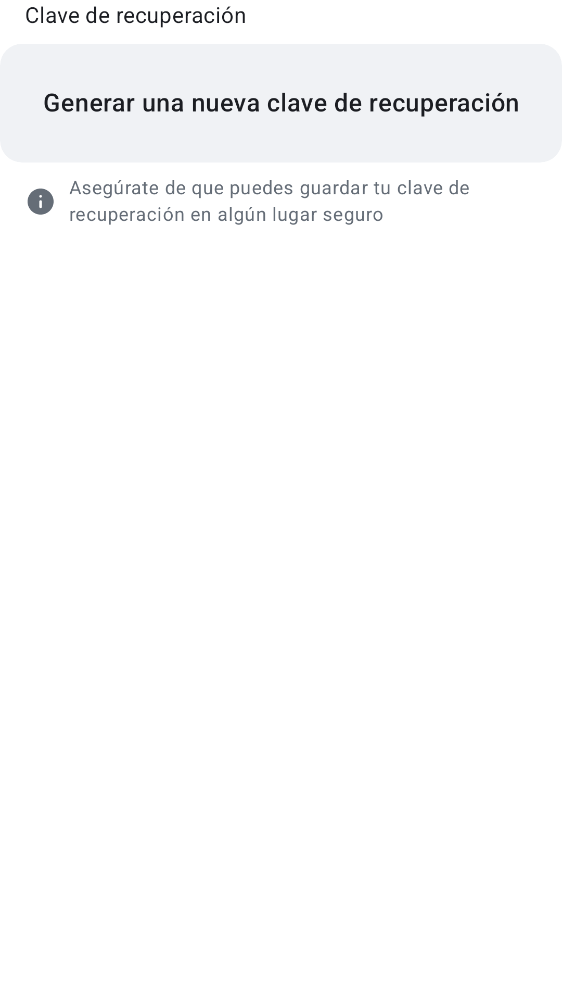 Clave de recuperación
Generar una nueva clave de recuperación
Asegúrate de que puedes guardar tu clave de
recuperación en algún lugar seguro